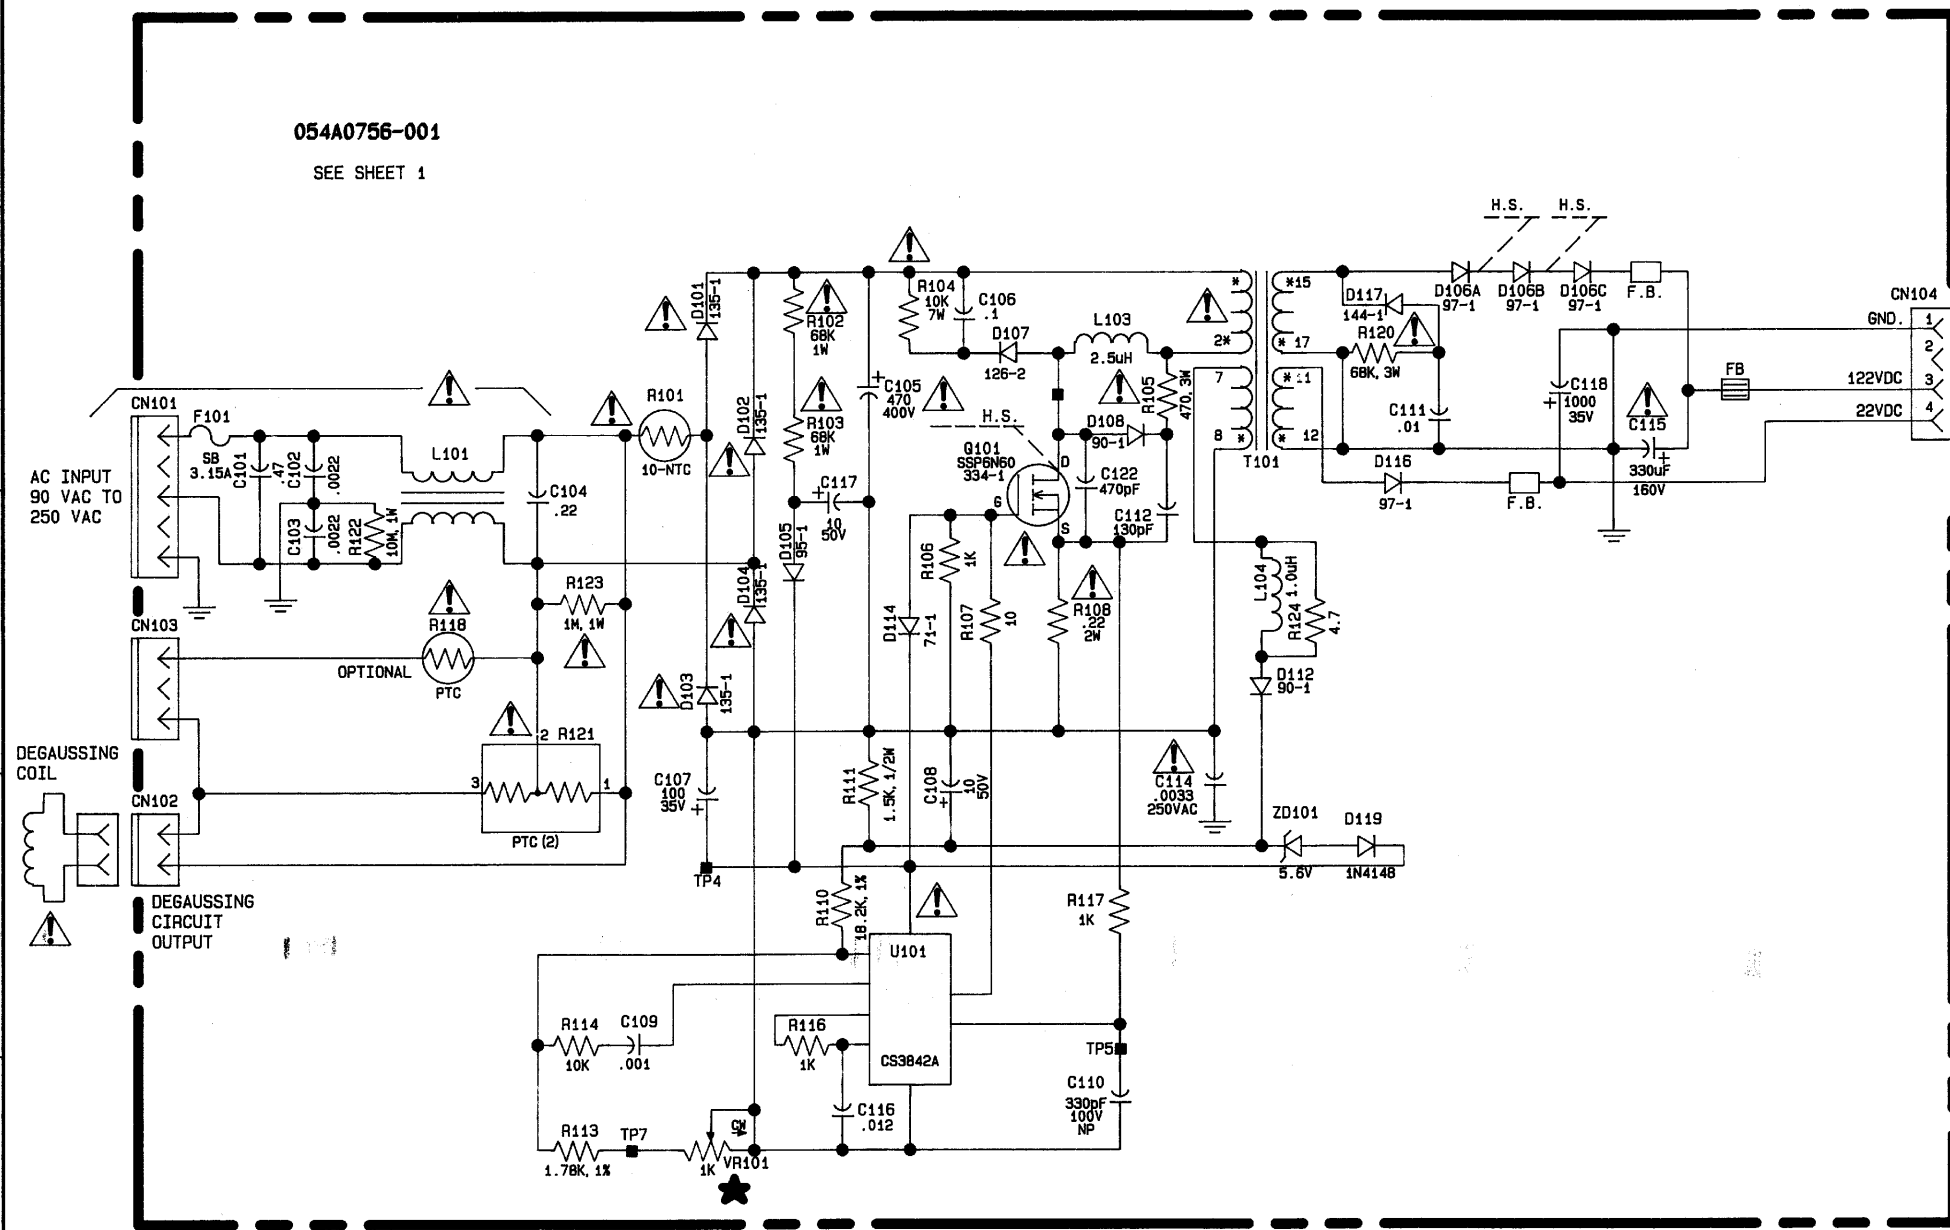 054A0756-001
SEE SHEET 1
H.S. H.S.
D106A
97-1
D106B
97-1
D106C
97-1
F.B.
CN104
GND. 1
2
122VDC 3
22VDC 4
FB
D101
135-1
R102
68K
1W
R104
10K
7W
C106
.1
D107
126-2
L103
2.5uH
*
2*
7
8 *
T101
*15
* 17
* 11
* 12
D117
144-1
R120
68K, 3W
C111
.01
C118
1000
35V
+
C115
330uF
160V
+
D116
97-1
F.B.
CN101
F101
SB
3.15A
C101
.47
C102
.0022
C103
.0022
R122
10M, 1W
L101
C104
.22
R101
10-NTC
D102
135-1
R103
68K
1W
+
C105
470
400V
+
C117
10
50V
D105
95-1
H.S.
Q101
SSP6N60
334-1
D
G
S
D108
90-1
R105
470, 3W
C122
470pF
C112
130pF
AC INPUT
90 VAC TO
250 VAC
D104
135-1
R123
1M, 1W
R106
1K
D114
71-1
R107
10
R108
.22
2W
L104
1.0uH
R124
4.7
D112
90-1
CN103
OPTIONAL
R118
PTC
D103
135-1
2 R121
3
1
PTC (2)
C107
100
35V
+
TP4
R111
1.5K, 1/2W
C108
10
50V
+
C114
.0033
250VAC
ZD101
5.6V
D119
1N4148
DEGAUSSING
COIL
CN102
DEGAUSSING
CIRCUIT
OUTPUT
R110
18.2K, 1%
R117
1K
U101
CS3842A
R114
10K
C109
.001
R116
1K
TP5
C110
330pF
100V
NP
C116
.012
R113
1.78K, 1%
TP7
CW
1K
VR101